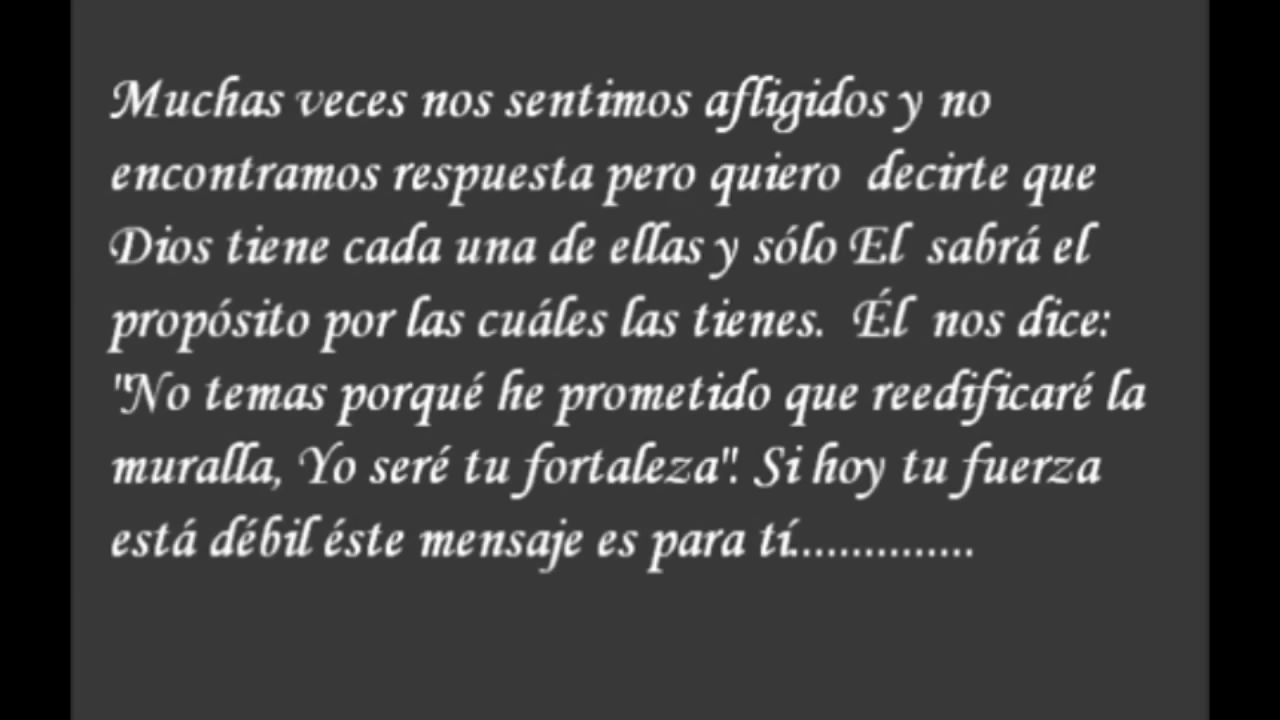 Muchas veces nos sentimos afligidos y no
encontramos respuesta pero quiero decirte que
Dios tiene cada una de ellas y sólo El sabrá el
propósito por las cuáles las tienes. Él nos dice:
"No temas porqué he prometido que reedificaré la
muralla, Yo seré tu fortaleza". Si hoy tu fuerza
está débil éste mensaje es para tí...............